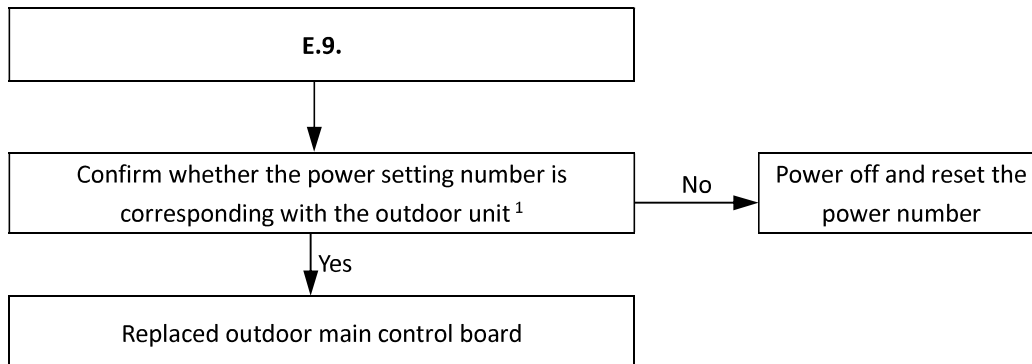 E.9.
Confirm whether the power setting number is
corresponding with the outdoor unit 1
No
Power off and reset the
power number
Yes
Replaced outdoor main control board